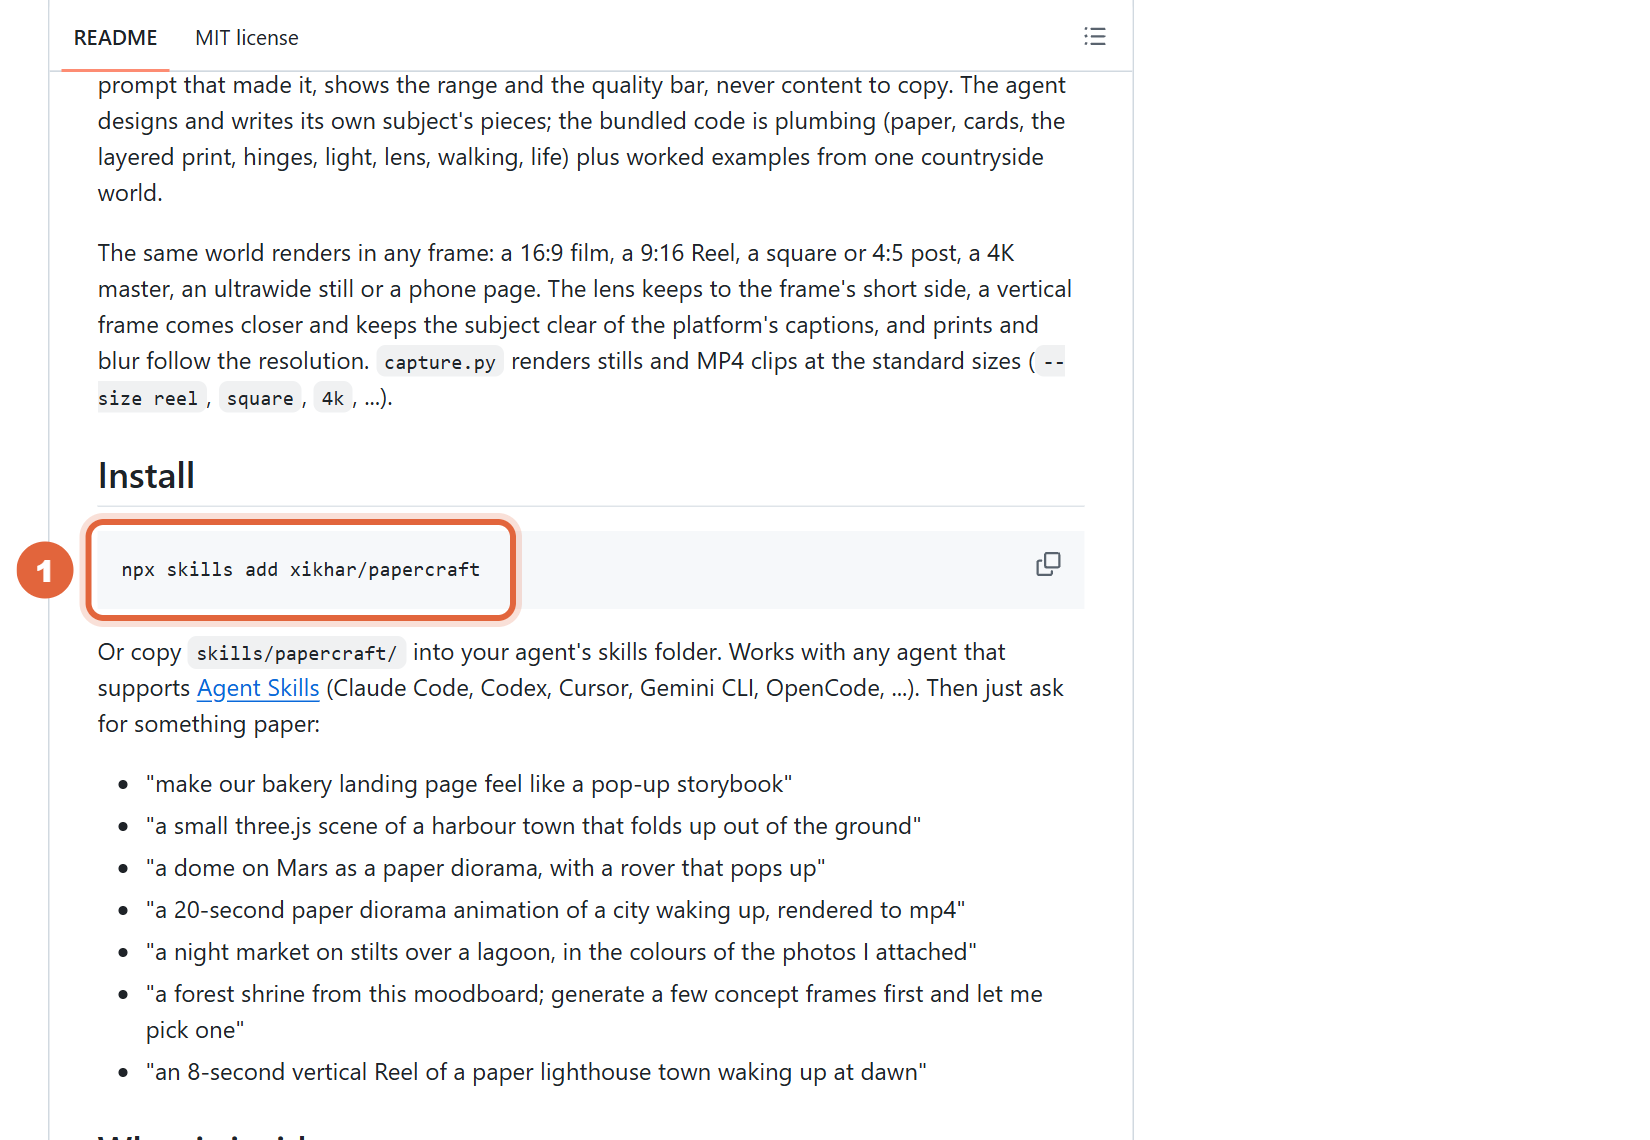 README MIT license
prompt that made it, shows the range and the quality bar, never content to copy. The agent
designs and writes its own subject's pieces; the bundled code is plumbing (paper, cards, the
layered print, hinges, light, lens, walking, life) plus worked examples from one countryside
world.
The same world renders in any frame: a 16:9 film, a 9:16 Reel, a square or 4:5 post, a 4K
master, an ultrawide still or a phone page. The lens keeps to the frame's short side, a vertical
frame comes closer and keeps the subject clear of the platform's captions, and prints and
blur follow the resolution. capture.py renders stills and MP4 clips at the standard sizes ( --
size reel , square , 4k , ...).
Install
1
npx skills add xikhar/papercraft
Or copy skills/papercraft/ into your agent's skills folder. Works with any agent that
supports Agent Skills (Claude Code, Codex, Cursor, Gemini CLI, OpenCode, ...). Then just ask
for something paper:
• "make our bakery landing page feel like a pop-up storybook"
• "a small three.js scene of a harbour town that folds up out of the ground"
• "a dome on Mars as a paper diorama, with a rover that pops up"
• "a 20-second paper diorama animation of a city waking up, rendered to mp4"
• "a night market on stilts over a lagoon, in the colours of the photos I attached"
• "a forest shrine from this moodboard; generate a few concept frames first and let me
pick one"
• "an 8-second vertical Reel of a paper lighthouse town waking up at dawn"